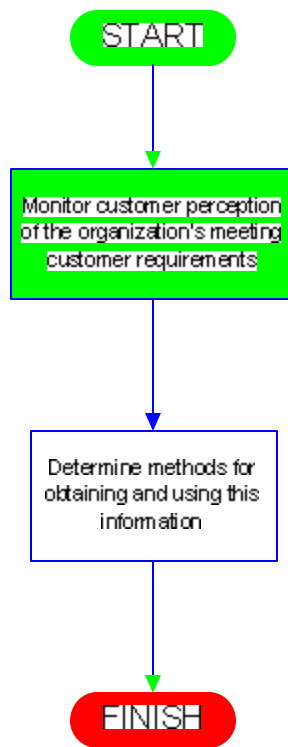 START
Monitor customer perception
of the organization's meeting
customer requirements
Determine methods for
obtaining and using this
information
FINISH